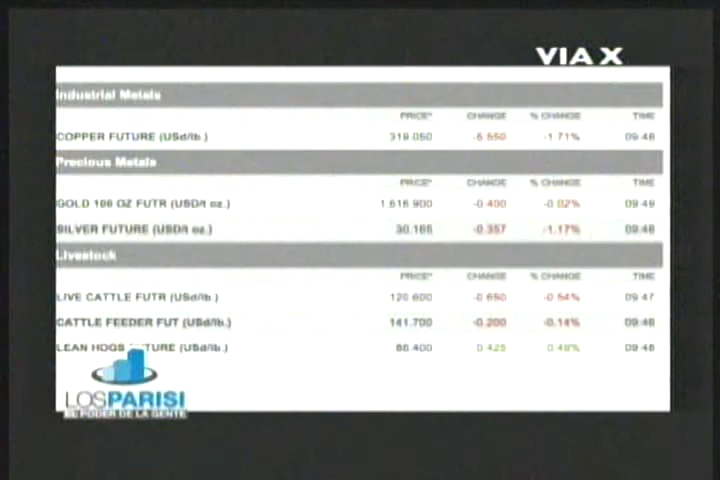 VIA X
Industrial Metals
PRICE* CHANGE % CHANGE TIME
COPPER FUTURE (USd/lb.) 319.050 -5.550 -1.71% 09:48
Precious Metals
PRICE* CHANGE % CHANGE TIME
GOLD 100 OZ FUTR (USD/t oz.) 1,616.900 -0.400 -0.02% 09:49
SILVER FUTURE (USD/t oz.) 30.165 -0.357 -1.17% 09:48
Livestock
PRICE* CHANGE % CHANGE TIME
LIVE CATTLE FUTR (USd/lb.) 120.600 -0.650 -0.54% 09:47
CATTLE FEEDER FUT (USd/lb.) 141.700 -0.200 -0.14% 09:46
LEAN HOGS TURE (USd/lb.) 86.400 0.425 0.49% 09:48
LOSPARISI
EL PODER DE LA GENTE